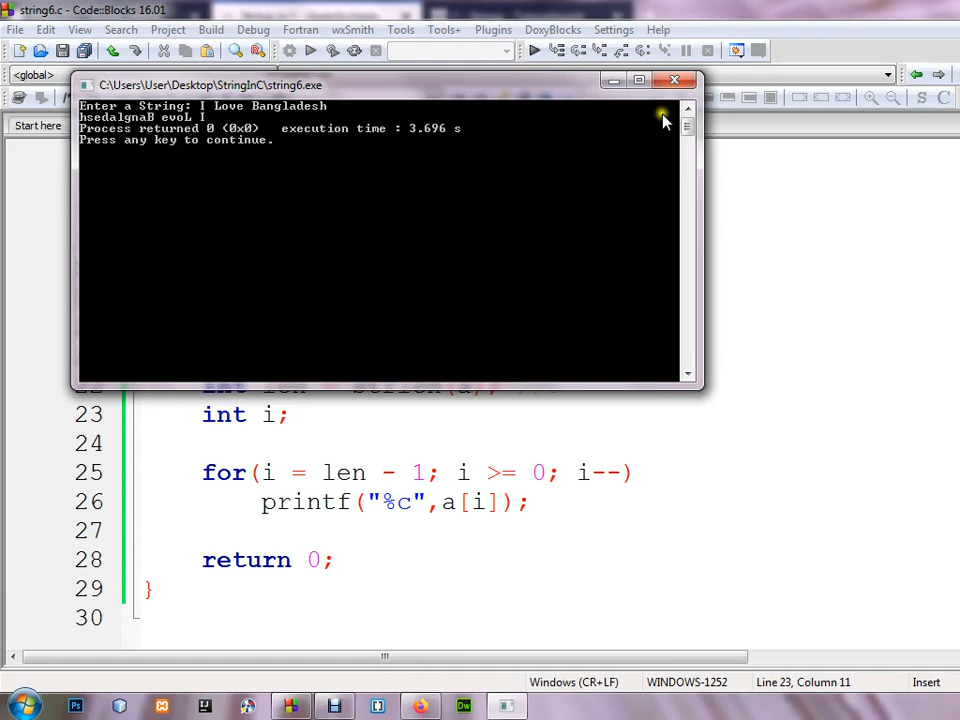 string6.c - Code::Blocks 16.01
File Edit View Search Project Build Debug Fortran wxSmith Tools Tools+ Plugins DoxyBlocks Settings Help
<global>
C:\Users\User\Desktop\StringInC\string6.exe
Start here
Enter a String: I Love Bangladesh
hsedalgnaB evoL I
Process returned 0 (0x0)   execution time : 3.696 s
Press any key to continue.
23 int i;
24
25 for(i = len - 1; i >= 0; i--)
26 printf("%c",a[i]);
27
28 return 0;
29 }
30
Windows (CR+LF) WINDOWS-1252 Line 23, Column 11 Insert
Ps Dw